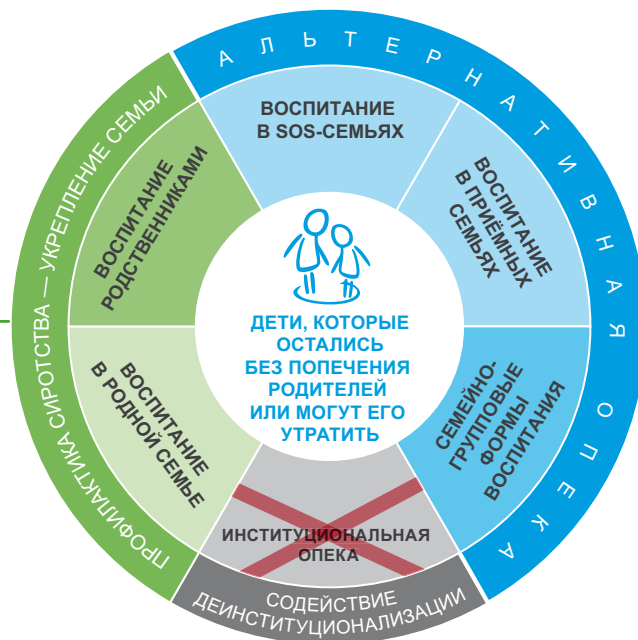 АЛЬТЕРНАТИВНАЯ ОПЕКА
ВОСПИТАНИЕ
В SOS-СЕМЬЯХ
ВОСПИТАНИЕ
В ПРИЁМНЫХ
СЕМЬЯХ
СЕМЕЙНО-
ГРУППОВЫЕ
ФОРМЫ
ВОСПИТАНИЯ
ПРОФИЛАКТИКА СИРОТСТВА — УКРЕПЛЕНИЕ СЕМЬИ
ВОСПИТАНИЕ
РОДСТВЕННИКАМИ
ВОСПИТАНИЕ
В РОДНОЙ СЕМЬЕ
ДЕТИ, КОТОРЫЕ
ОСТАЛИСЬ
БЕЗ ПОПЕЧЕНИЯ
РОДИТЕЛЕЙ
ИЛИ МОГУТ ЕГО
УТРАТИТЬ
ИНСТИТУЦИОНАЛЬНАЯ
ОПЕКА
СОДЕЙСТВИЕ
ДЕИНСТИТУЦИОНАЛИЗАЦИИ